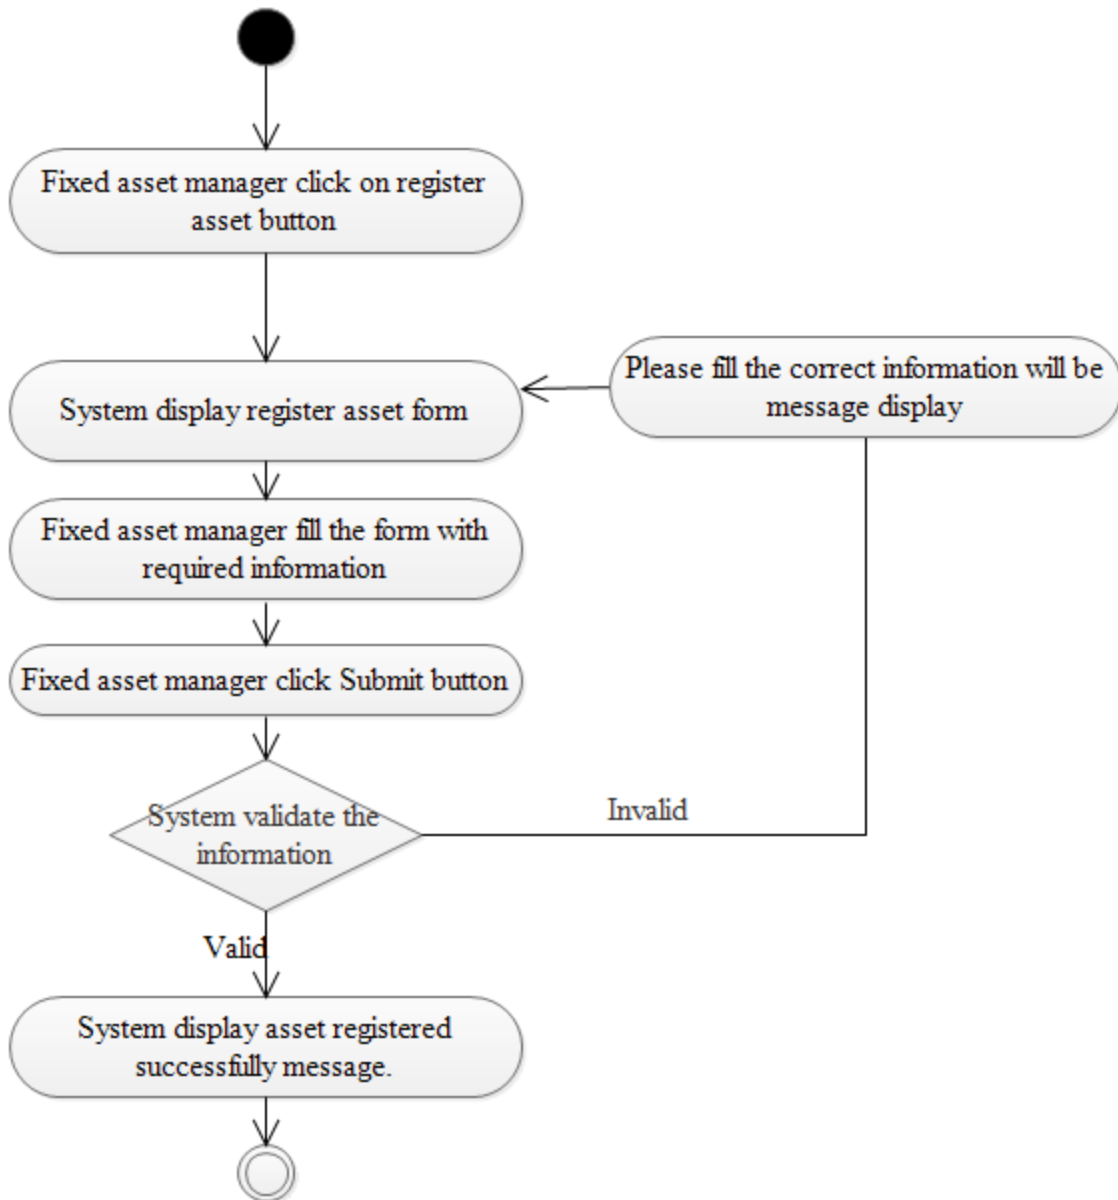 Fixed asset manager click on register
asset button
System display register asset form
Please fill the correct information will be
message display
Fixed asset manager fill the form with
required information
Fixed asset manager click Submit button
System validate the
information
Invalid
Valid
System display asset registered
successfully message.